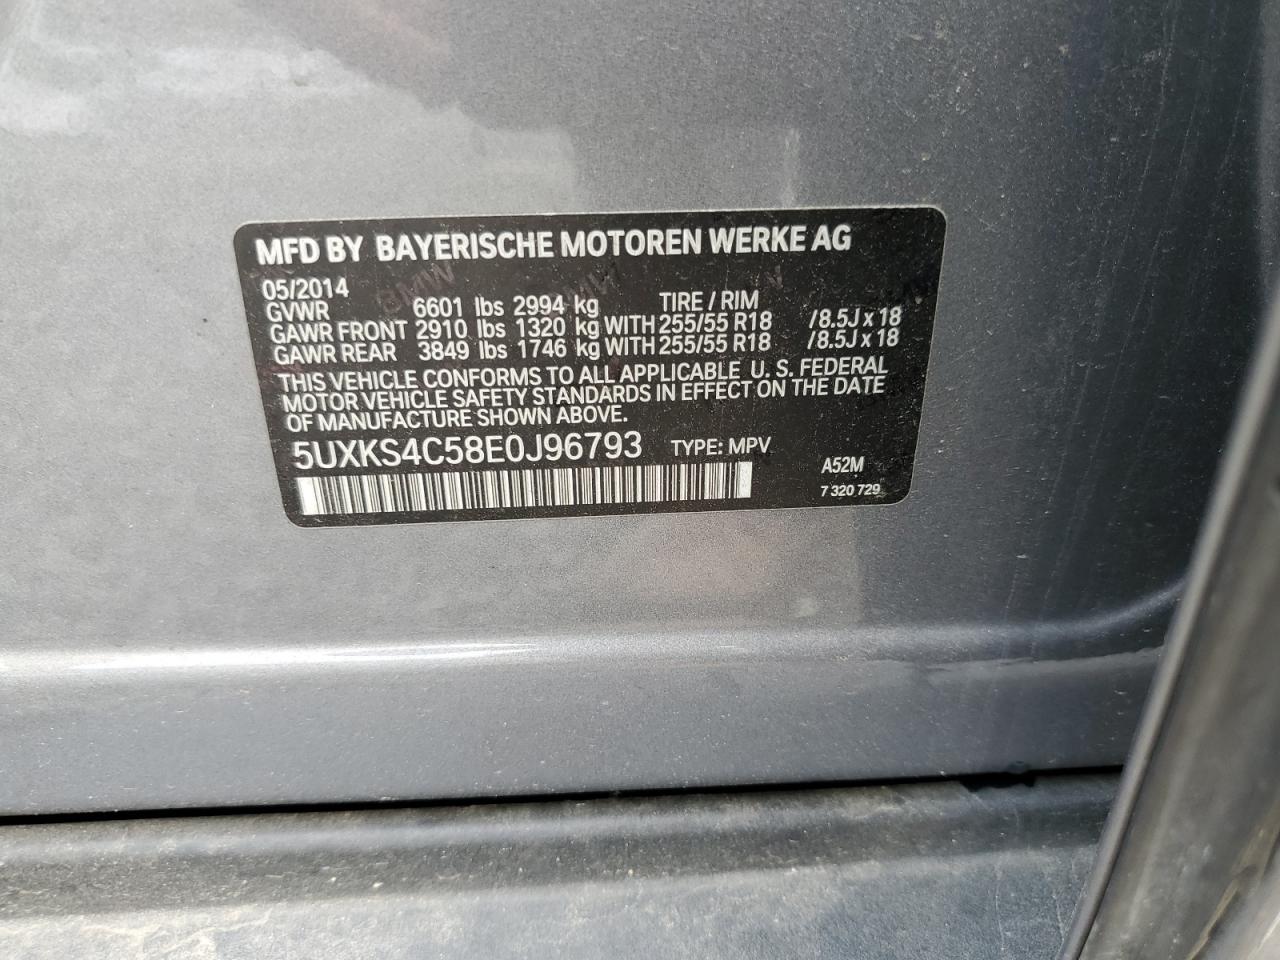 MFD BY BAYERISCHE MOTOREN WERKE AG
05/2014
GVWR 6601 lbs 2994 kg TIRE / RIM
GAWR FRONT 2910 lbs 1320 kg WITH 255/55 R18 /8.5J x 18
GAWR REAR 3849 lbs 1746 kg WITH 255/55 R18 /8.5J x 18
THIS VEHICLE CONFORMS TO ALL APPLICABLE U. S. FEDERAL
MOTOR VEHICLE SAFETY STANDARDS IN EFFECT ON THE DATE
OF MANUFACTURE SHOWN ABOVE.
5UXKS4C58E0J96793 TYPE: MPV
A52M
7 320 729